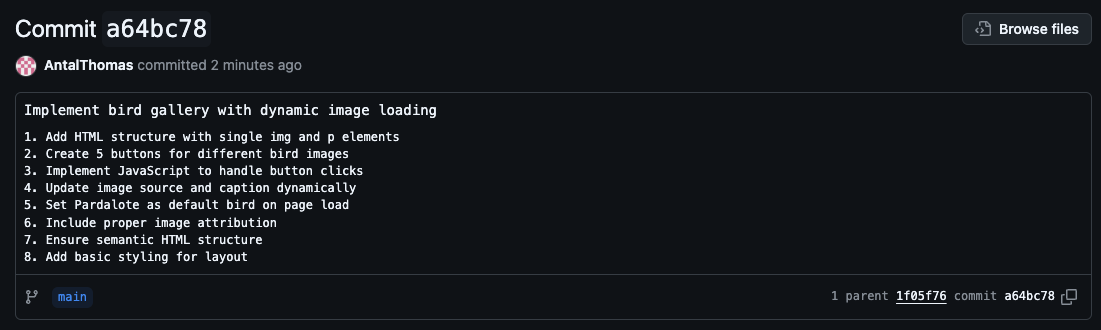 Commit a64bc78
Browse files
AntalThomas committed 2 minutes ago
Implement bird gallery with dynamic image loading
1. Add HTML structure with single img and p elements
2. Create 5 buttons for different bird images
3. Implement JavaScript to handle button clicks
4. Update image source and caption dynamically
5. Set Pardalote as default bird on page load
6. Include proper image attribution
7. Ensure semantic HTML structure
8. Add basic styling for layout
main
1 parent 1f05f76 commit a64bc78